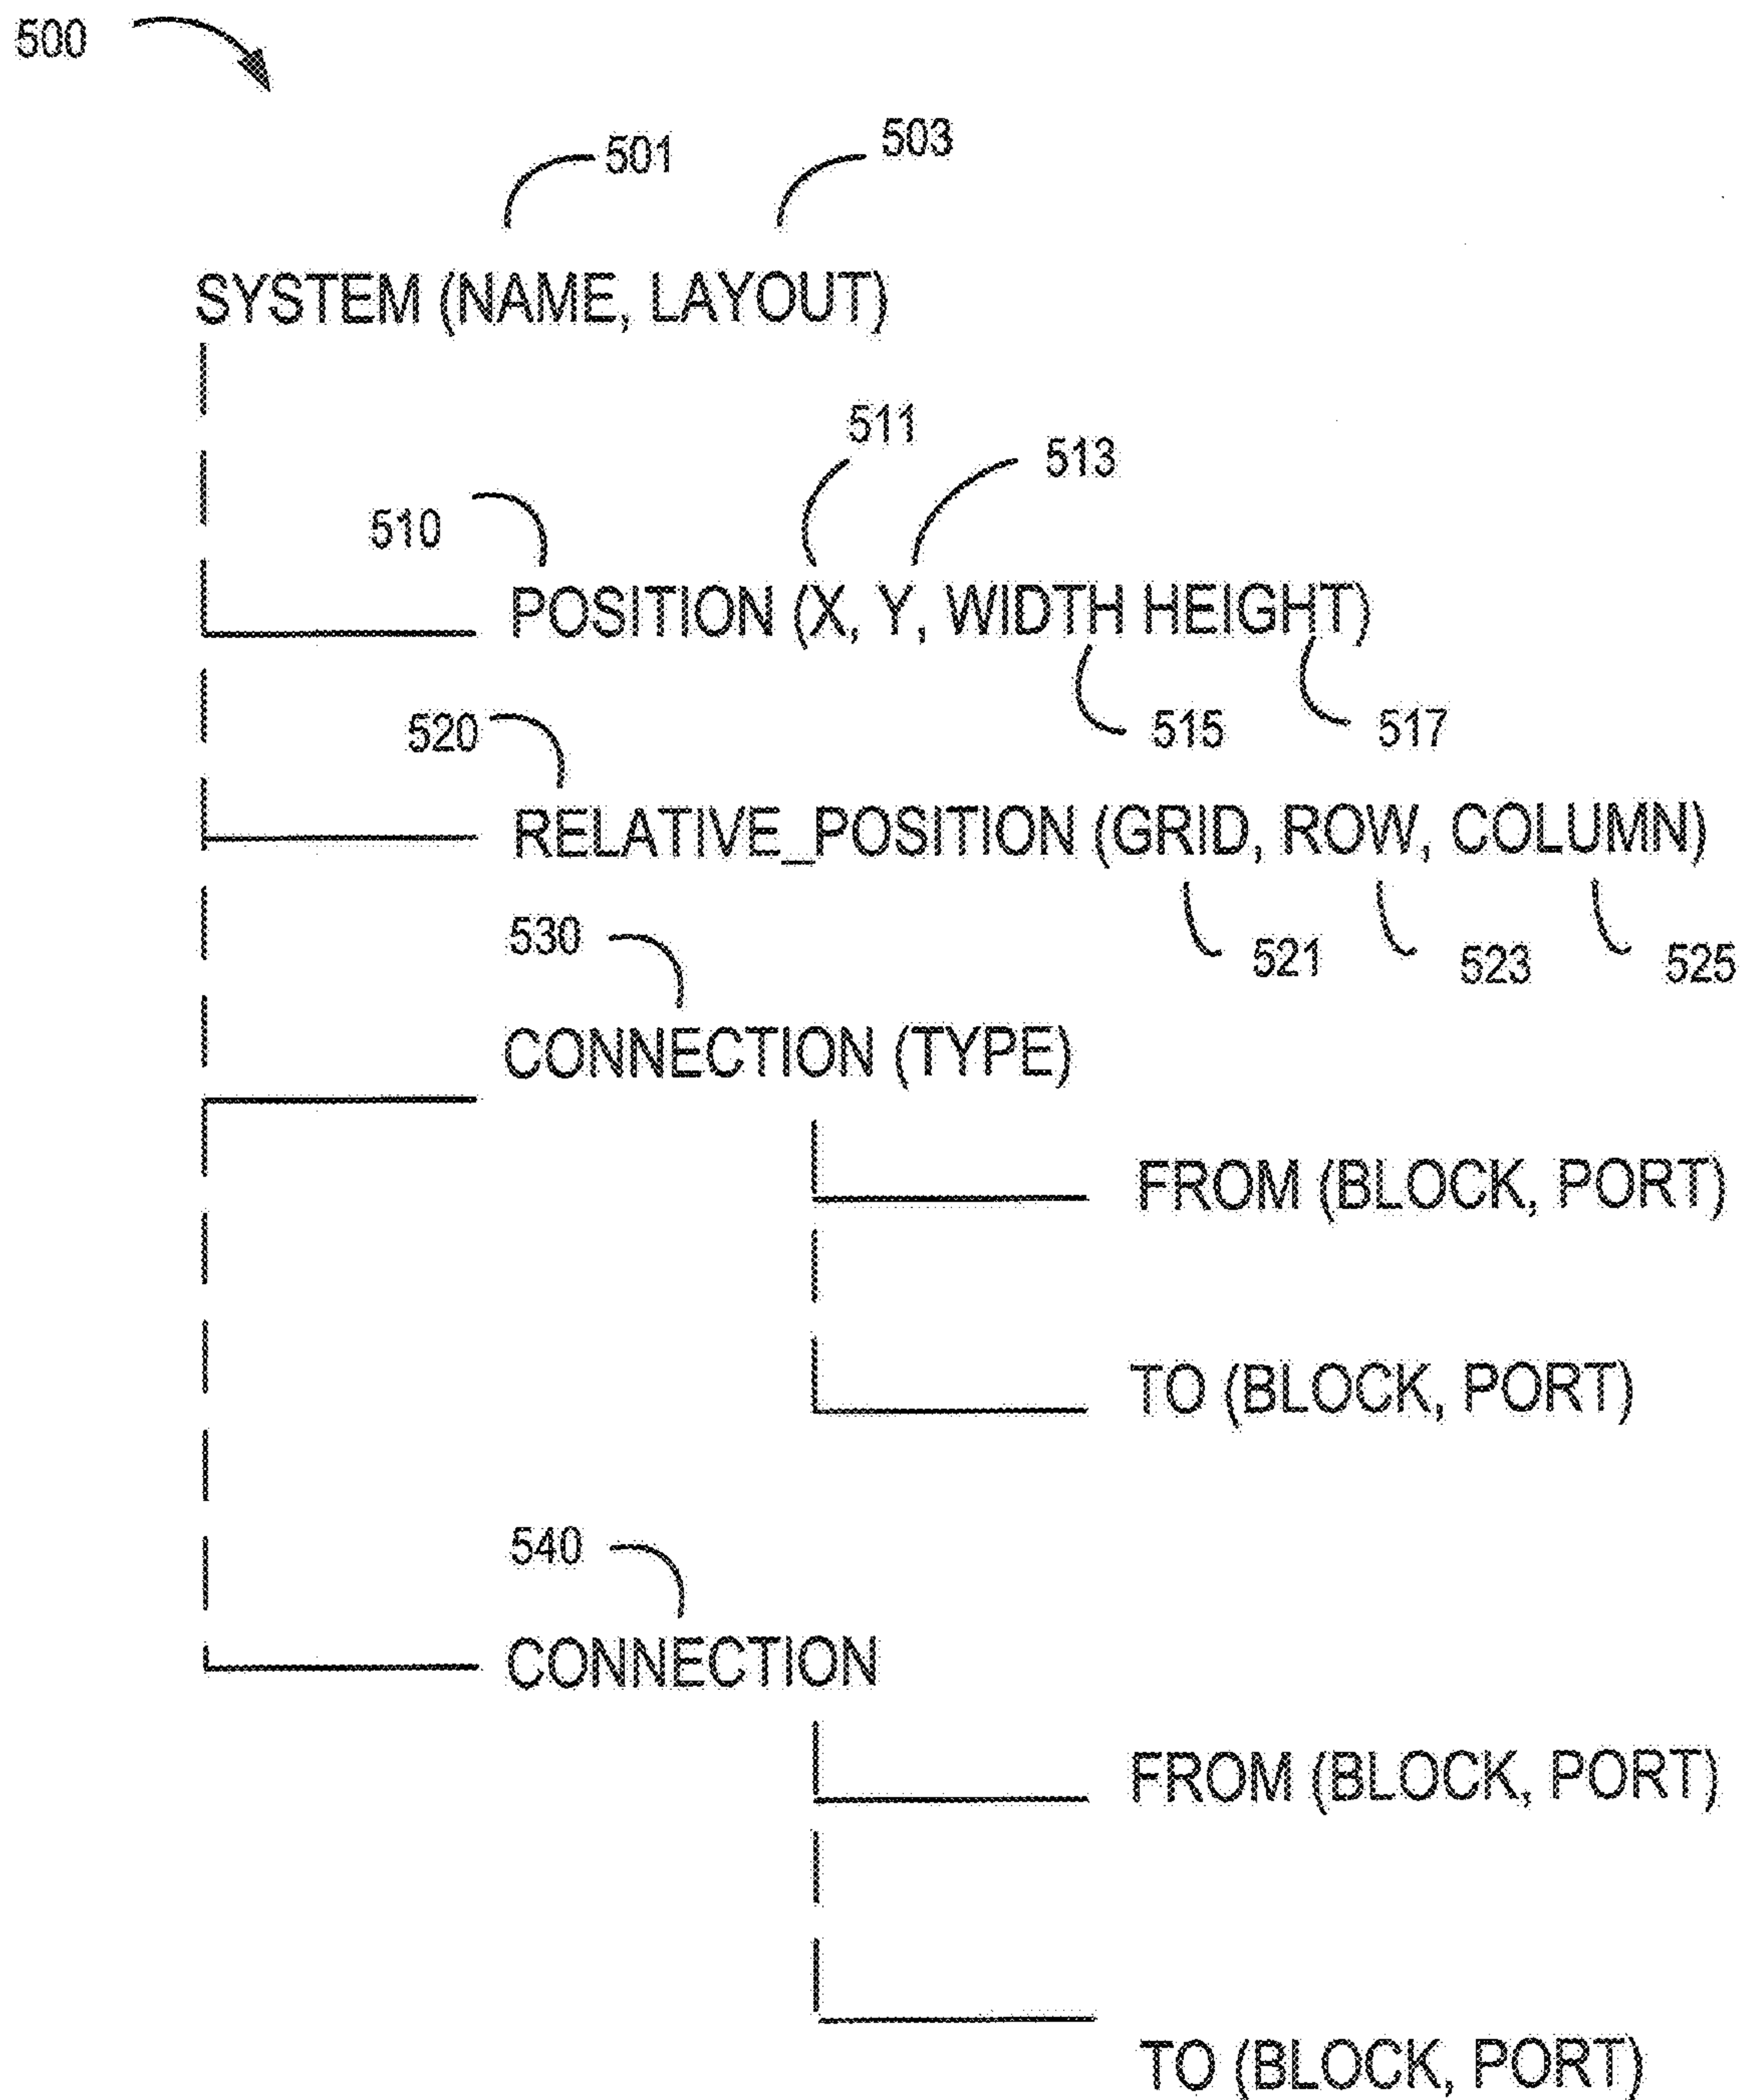 500
501
503
SYSTEM (NAME, LAYOUT)
511
513
510
POSITION (X, Y, WIDTH HEIGHT)
520
515
517
RELATIVE_POSITION (GRID, ROW, COLUMN)
530
521
523
525
CONNECTION (TYPE)
FROM (BLOCK, PORT)
TO (BLOCK, PORT)
540
CONNECTION
FROM (BLOCK, PORT)
TO (BLOCK, PORT)